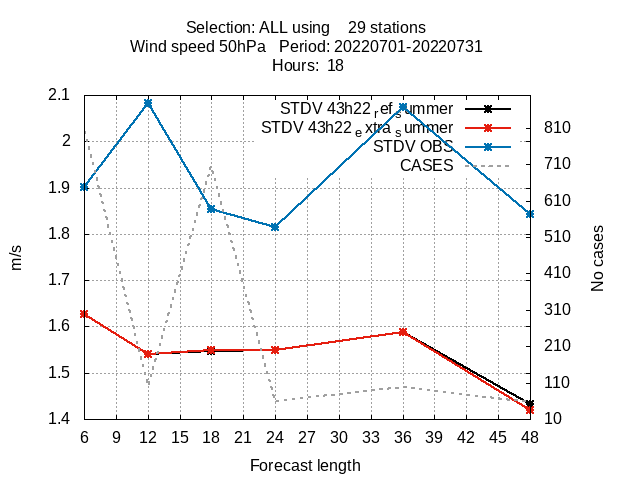 Selection: ALL using 29 stations
Wind speed 50hPa Period: 20220701-20220731
Hours: 18
STDV 43h22refsummer
STDV 43h22extrasummer
STDV OBS
CASES
2.1
2
1.9
1.8
1.7
1.6
1.5
1.4
810
710
610
510
410
310
210
110
10
m/s
No cases
6 9 12 15 18 21 24 27 30 33 36 39 42 45 48
Forecast length